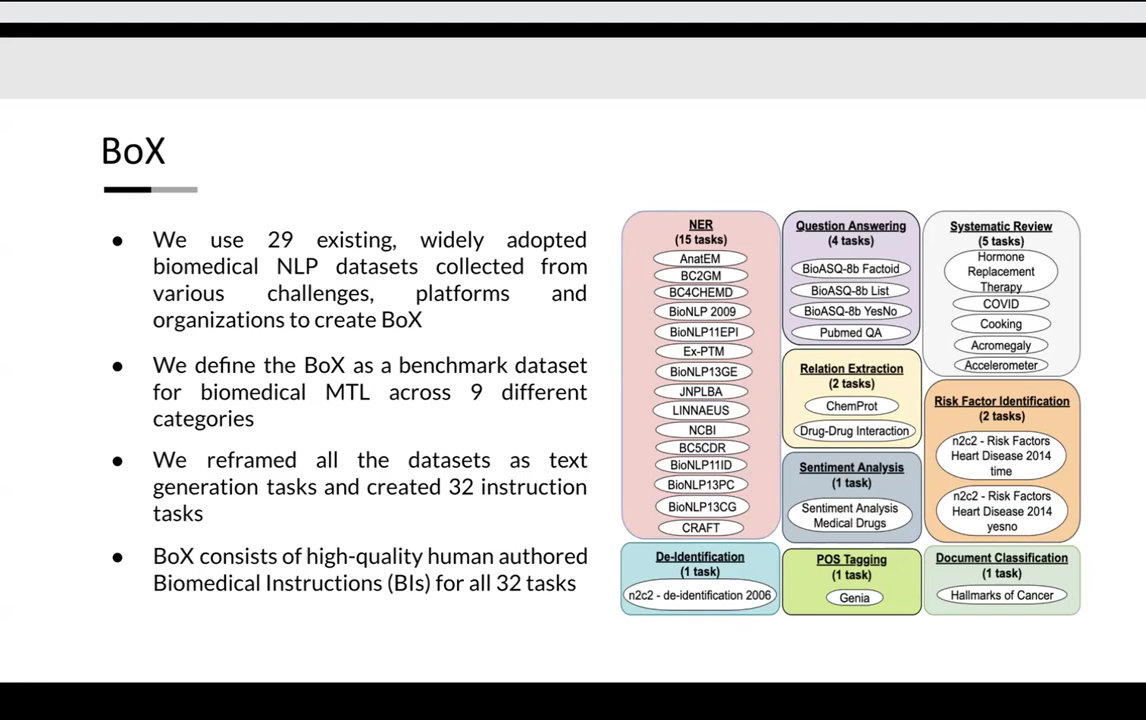 BoX
● We use 29 existing, widely adopted
biomedical NLP datasets collected from
various challenges, platforms and
organizations to create BoX
● We define the BoX as a benchmark dataset
for biomedical MTL across 9 different
categories
● We reframed all the datasets as text
generation tasks and created 32 instruction
tasks
● BoX consists of high-quality human authored
Biomedical Instructions (BIs) for all 32 tasks
NER
(15 tasks)
AnatEM
BC2GM
BC4CHEMD
BioNLP 2009
BioNLP11EPI
Ex-PTM
BioNLP13GE
JNPLBA
LINNAEUS
NCBI
BC5CDR
BioNLP11ID
BioNLP13PC
BioNLP13CG
CRAFT
De-Identification
(1 task)
n2c2 - de-identification 2006
Question Answering
(4 tasks)
BioASQ-8b Factoid
BioASQ-8b List
BioASQ-8b YesNo
Pubmed QA
Relation Extraction
(2 tasks)
ChemProt
Drug-Drug Interaction
Sentiment Analysis
(1 task)
Sentiment Analysis
Medical Drugs
POS Tagging
(1 task)
Genia
Systematic Review
(5 tasks)
Hormone
Replacement
Therapy
COVID
Cooking
Acromegaly
Accelerometer
Risk Factor Identification
(2 tasks)
n2c2 - Risk Factors
Heart Disease 2014
time
n2c2 - Risk Factors
Heart Disease 2014
yesno
Document Classification
(1 task)
Hallmarks of Cancer